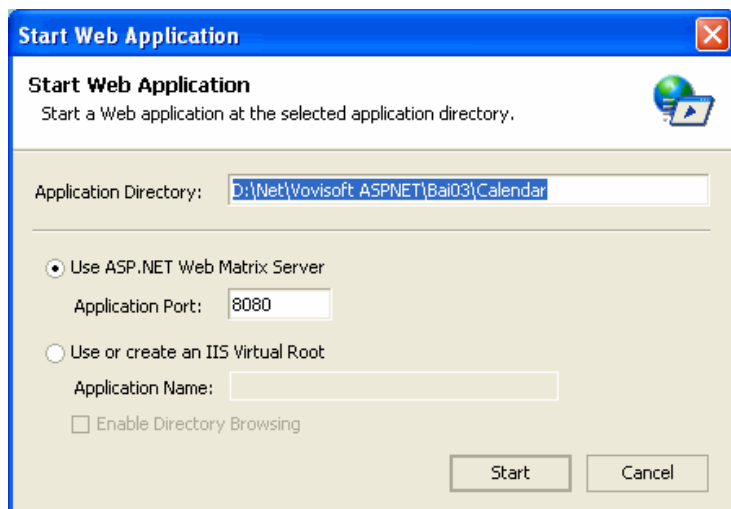 Start Web Application
Start Web Application
Start a Web application at the selected application directory.
Application Directory: D:\Net\Vovisoft ASPNET\Bai03\Calendar
Use ASP.NET Web Matrix Server
Application Port: 8080
Use or create an IIS Virtual Root
Application Name:
Enable Directory Browsing
Start Cancel